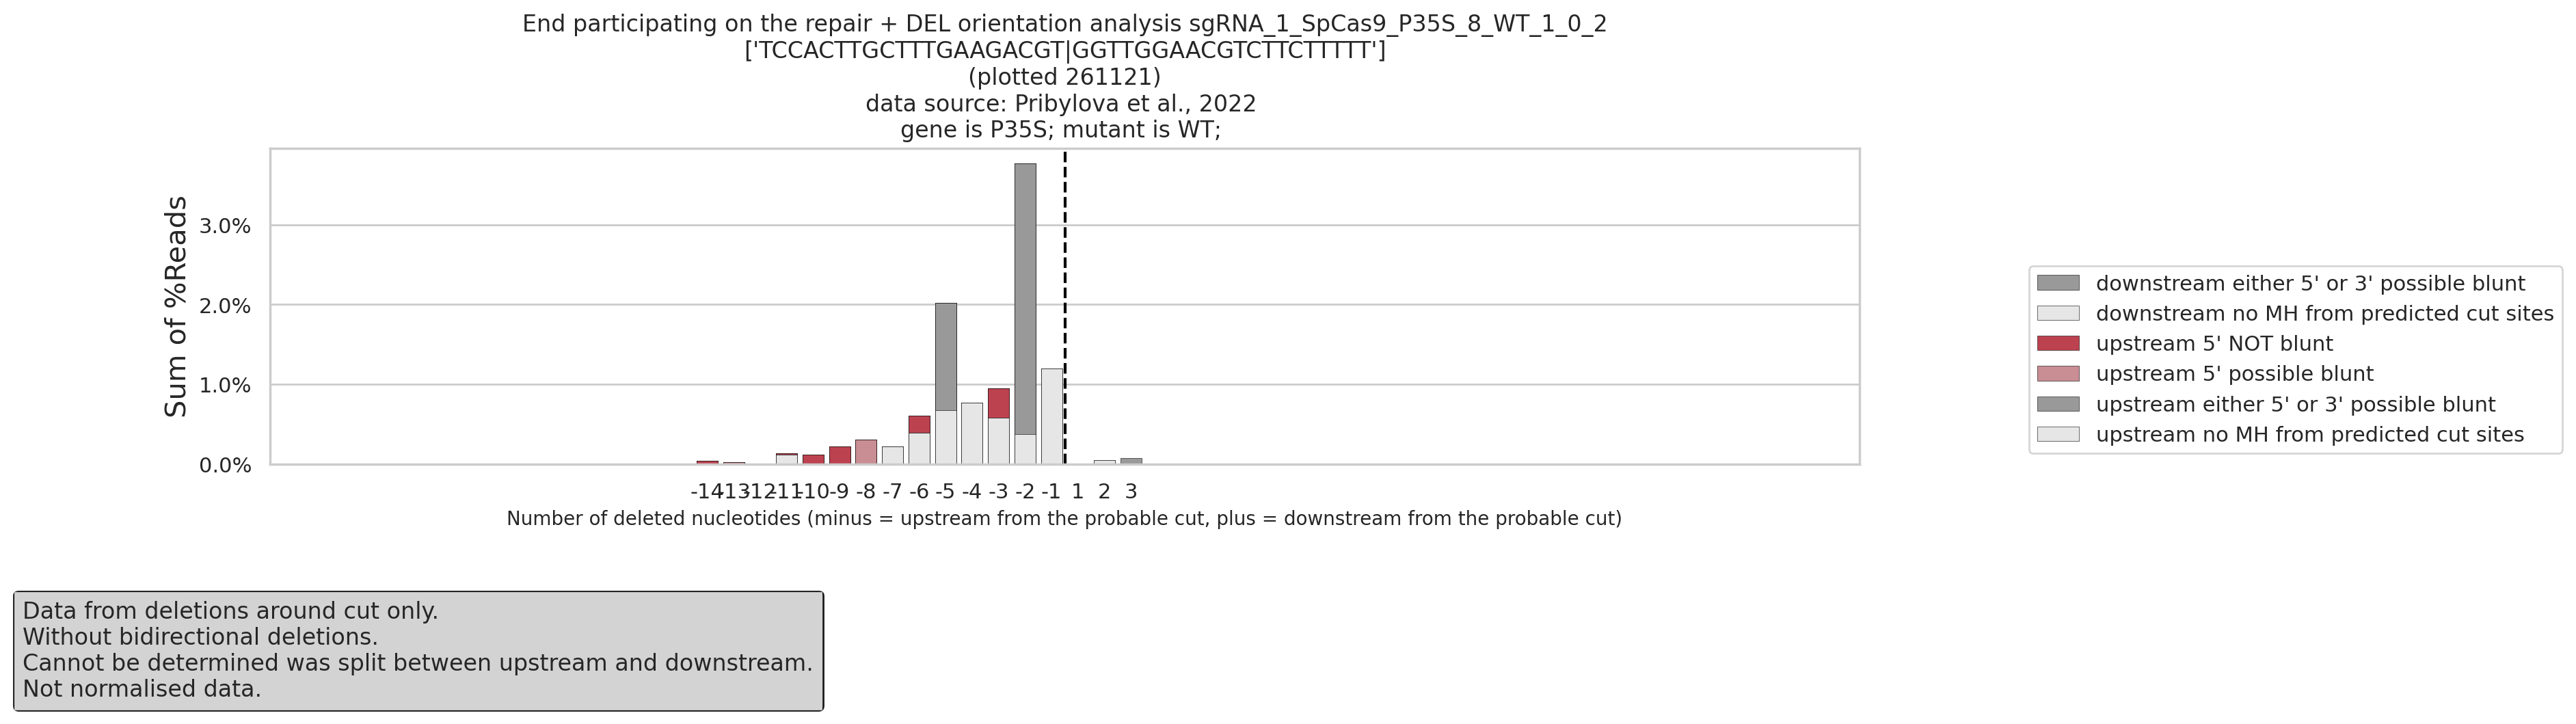 End participating on the repair + DEL orientation analysis sgRNA_1_SpCas9_P35S_8_WT_1_0_2
['TCCACTTGCTTTGAAGACGT|GGTTGGAACGTCTTCTTTTT']
(plotted 261121)
data source: Pribylova et al., 2022
gene is P35S; mutant is WT;
Sum of %Reads
3.0%
2.0%
1.0%
0.0%
-14 -13 -12 -11 -10 -9 -8 -7 -6 -5 -4 -3 -2 -1 1 2 3
Number of deleted nucleotides (minus = upstream from the probable cut, plus = downstream from the probable cut)
downstream either 5' or 3' possible blunt
downstream no MH from predicted cut sites
upstream 5' NOT blunt
upstream 5' possible blunt
upstream either 5' or 3' possible blunt
upstream no MH from predicted cut sites
Data from deletions around cut only.
Without bidirectional deletions.
Cannot be determined was split between upstream and downstream.
Not normalised data.